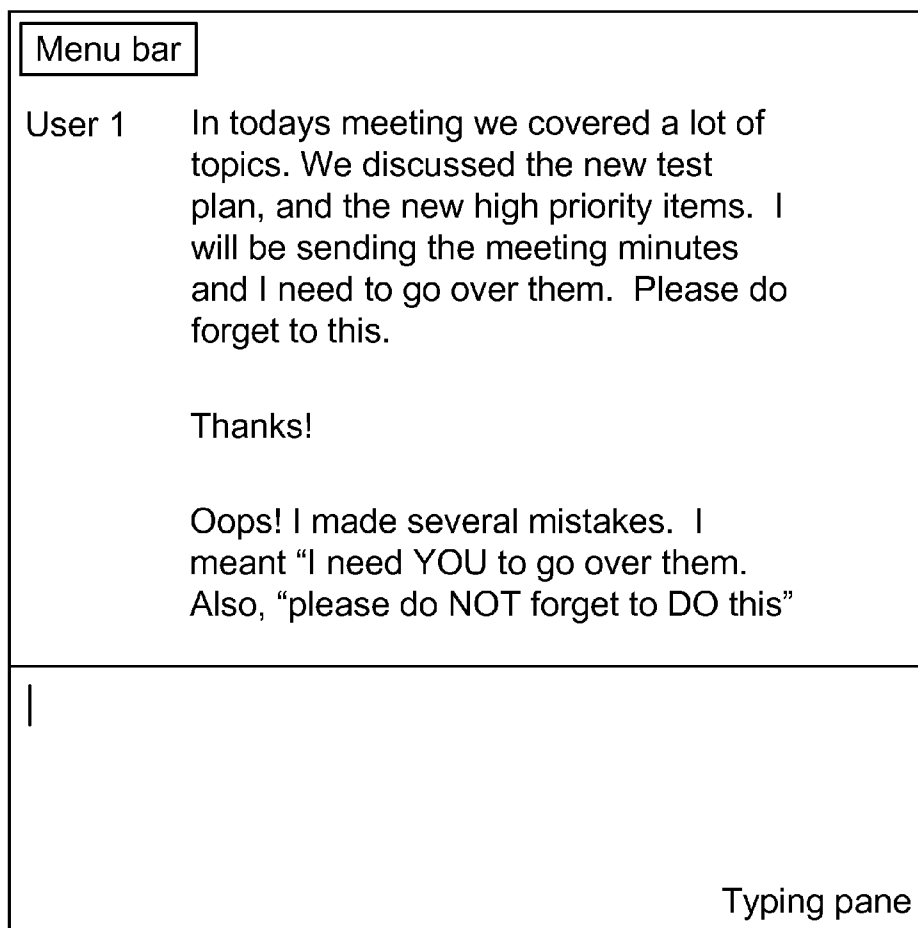 Menu bar
User 1 In todays meeting we covered a lot of
topics. We discussed the new test
plan, and the new high priority items.  I
will be sending the meeting minutes
and I need to go over them.  Please do
forget to this.
Thanks!
Oops! I made several mistakes.  I
meant “I need YOU to go over them.
Also, “please do NOT forget to DO this”
Typing pane